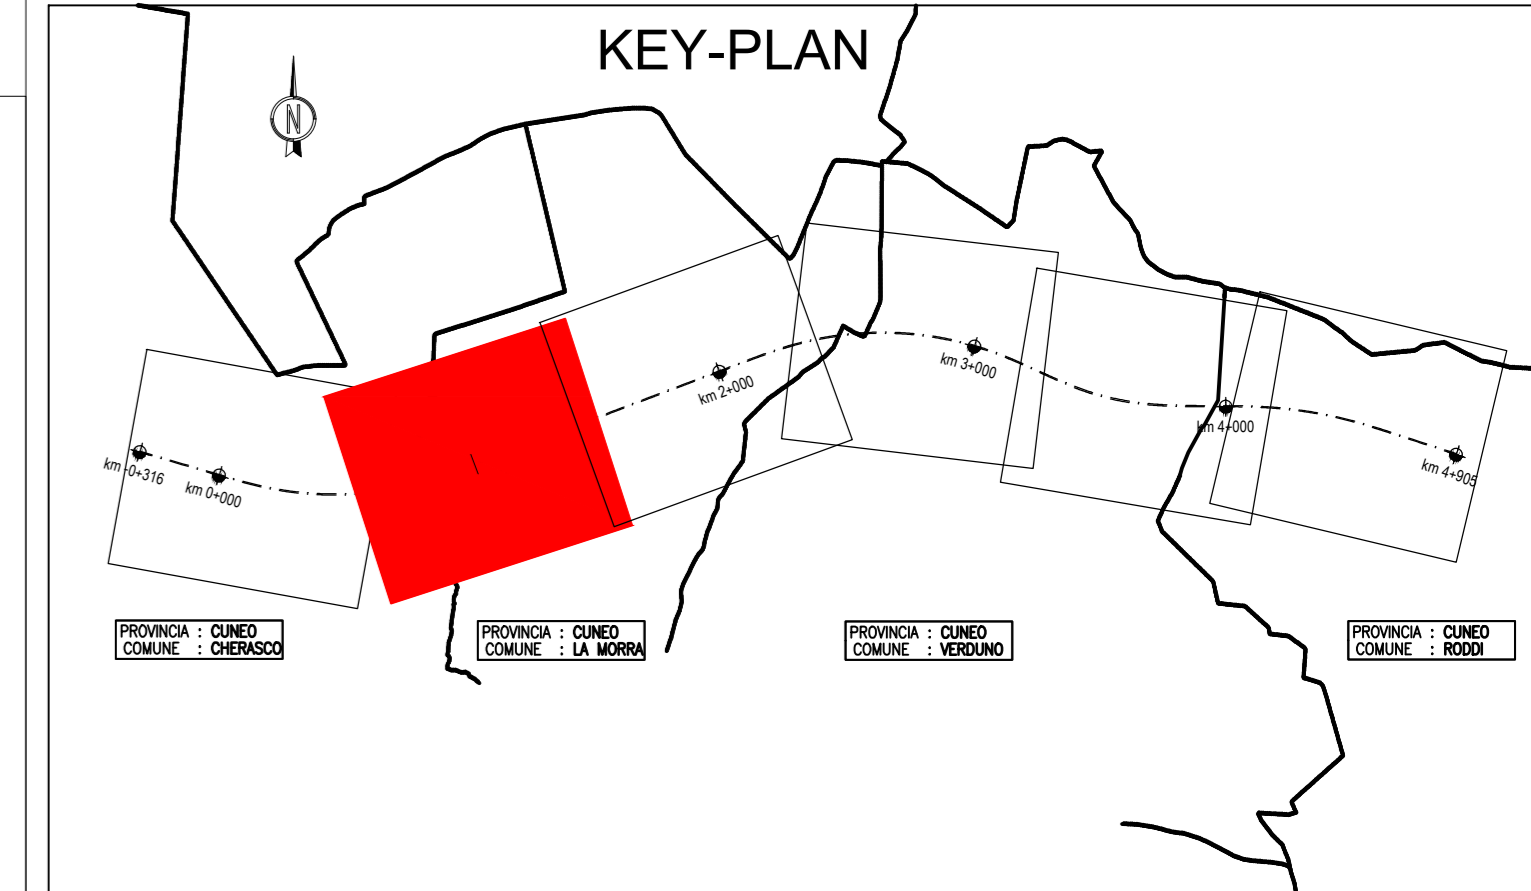 KEY-PLAN
N
km 2+000
km 3+000
km 4+000
km -0+316
km 0+000
km 4+905
PROVINCIA : CUNEO
COMUNE : CHERASCO
PROVINCIA : CUNEO
COMUNE : LA MORRA
PROVINCIA : CUNEO
COMUNE : VERDUNO
PROVINCIA : CUNEO
COMUNE : RODDI